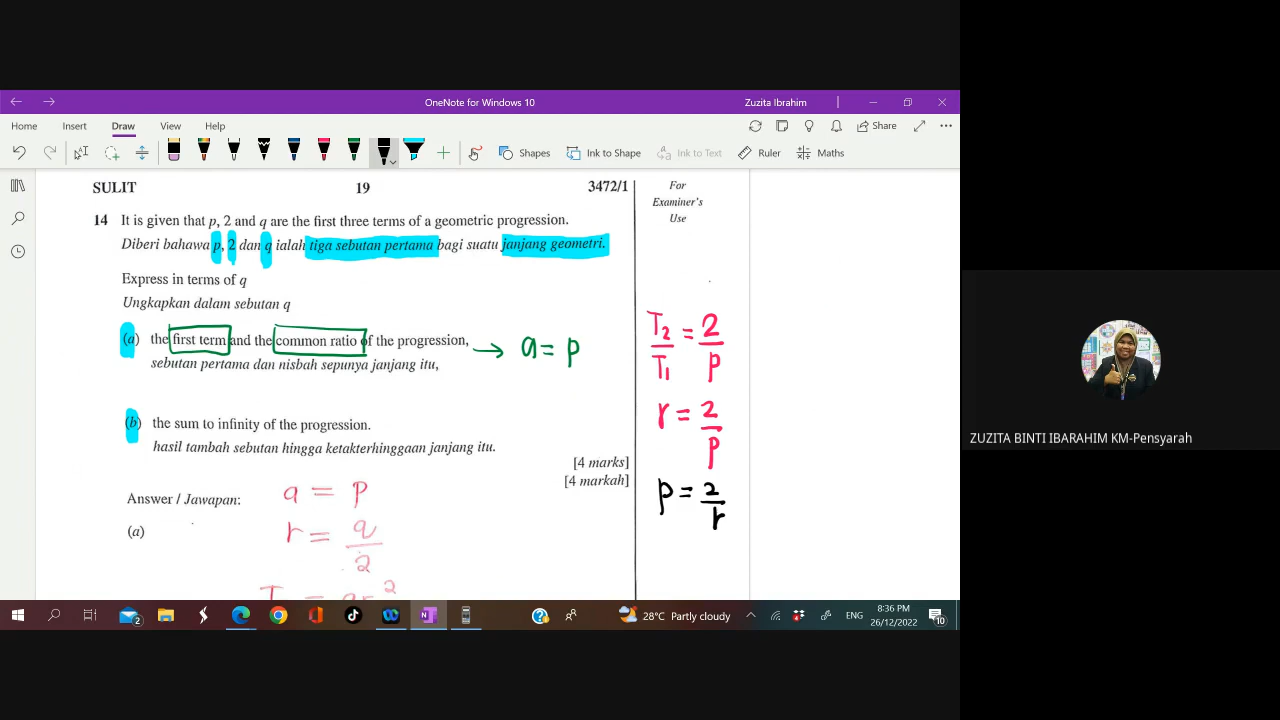 OneNote for Windows 10
Zuzita Ibrahim
Home Insert Draw View Help
Share
Shapes Ink to Shape Ink to Text Ruler Maths
SULIT 19 3472/1
For
Examiner's
Use
14 It is given that p, 2 and q are the first three terms of a geometric progression.
Diberi bahawa p, 2 dan q ialah tiga sebutan pertama bagi suatu janjang geometri.
Express in terms of q
Ungkapkan dalam sebutan q
(a) the first term and the common ratio of the progression, → a = p
sebutan pertama dan nisbah sepunya janjang itu,
(b) the sum to infinity of the progression.
hasil tambah sebutan hingga ketakterhinggaan janjang itu.
[4 marks]
[4 markah]
Answer / Jawapan:
(a)
a = p
r = q/2
T = ar²
T₂/T₁ = 2/p
r = 2/p
p = 2/r
ZUZITA BINTI IBARAHIM KM-Pensyarah
2
28°C Partly cloudy
ENG
8:36 PM
26/12/2022
10